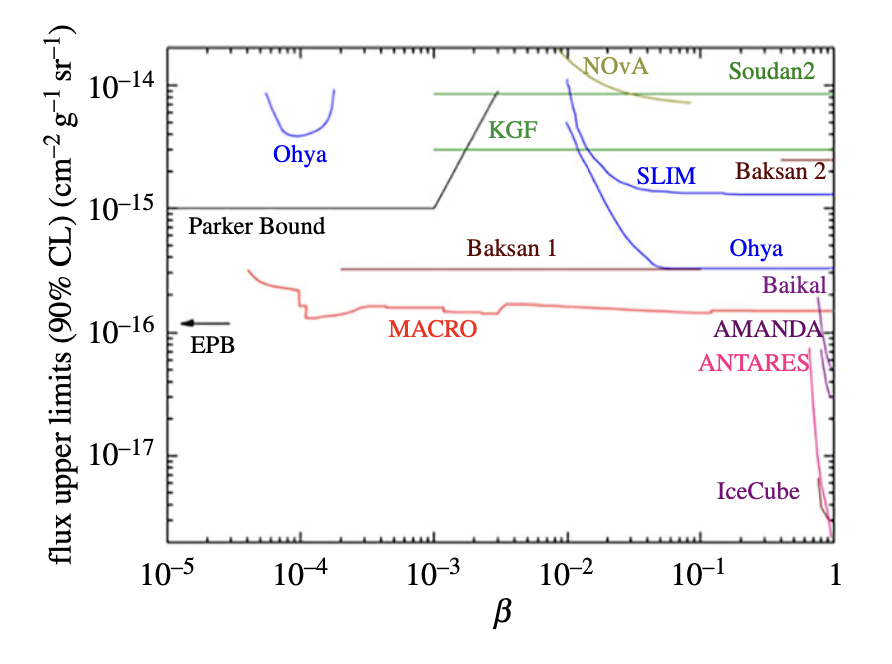 flux upper limits (90% CL) (cm⁻² g⁻¹ sr⁻¹)
10⁻¹⁴
10⁻¹⁵
10⁻¹⁶
10⁻¹⁷
NOvA
Soudan2
KGF
Ohya
SLIM
Baksan 2
Parker Bound
Baksan 1
Ohya
Baikal
MACRO
AMANDA
EPB
ANTARES
IceCube
10⁻⁵
10⁻⁴
10⁻³
10⁻²
10⁻¹
1
β